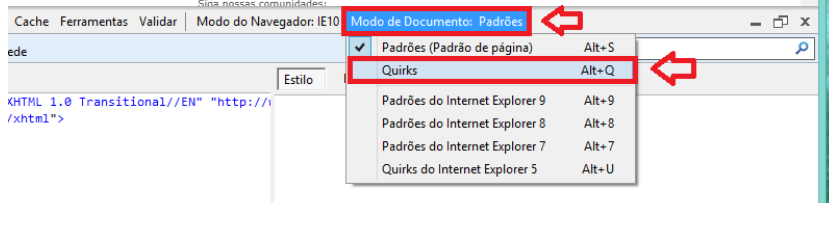 Siga nossas comunidades:
Cache Ferramentas Validar Modo do Navegador: IE10 Modo de Documento: Padrões
Padrões (Padrão de página) Alt+S
ede
Quirks Alt+Q
Estilo
XHTML 1.0 Transitional//EN" "http://
Padrões do Internet Explorer 9 Alt+9
/xhtml">
Padrões do Internet Explorer 8 Alt+8
Padrões do Internet Explorer 7 Alt+7
Quirks do Internet Explorer 5 Alt+U